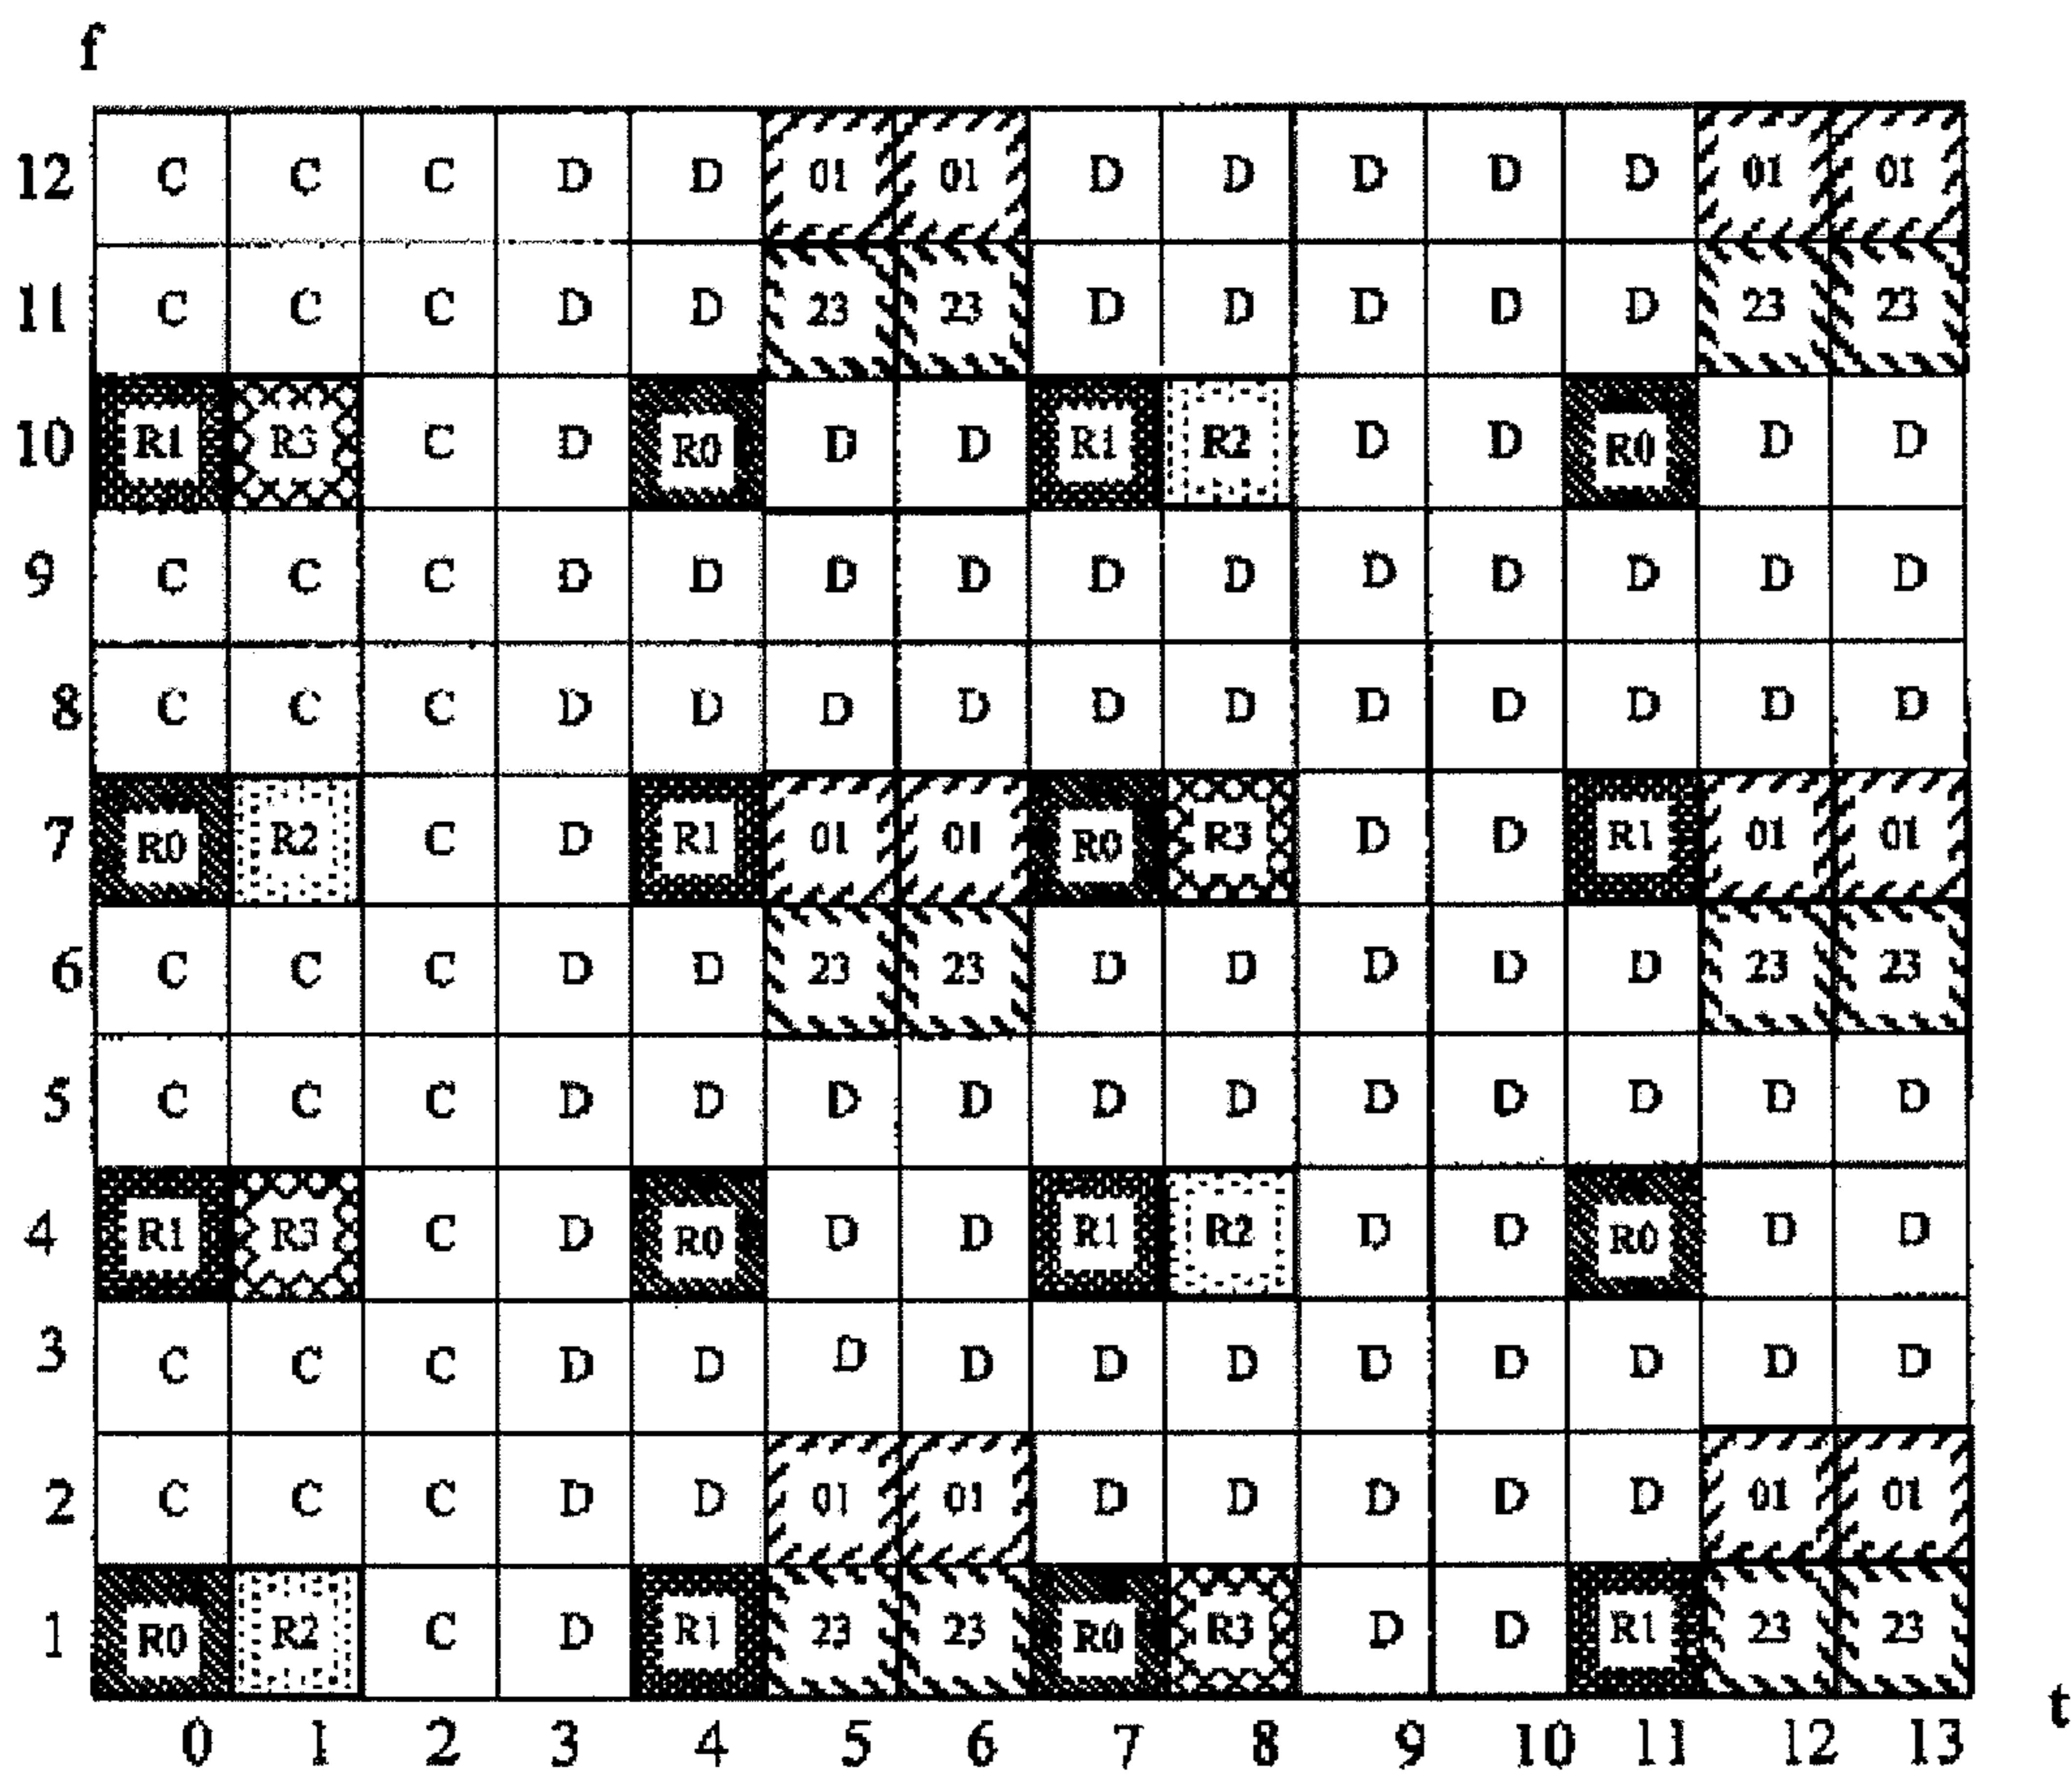 f
12 C C C D D 01 01 D D D D D 01 01
11 C C C D D 23 23 D D D D D 23 23
10 R1 R3 C D R0 D D R1 R2 D D R0 D D
9 C C C D D D D D D D D D D D
8 C C C D D D D D D D D D D D
7 R0 R2 C D R1 01 01 R0 R3 D D R1 01 01
6 C C C D D 23 23 D D D D D 23 23
5 C C C D D D D D D D D D D D
4 R1 R3 C D R0 D D R1 R2 D D R0 D D
3 C C C D D D D D D D D D D D
2 C C C D D 01 01 D D D D D 01 01
1 R0 R2 C D R1 23 23 R0 R3 D D R1 23 23
0 1 2 3 4 5 6 7 8 9 10 11 12 13 t